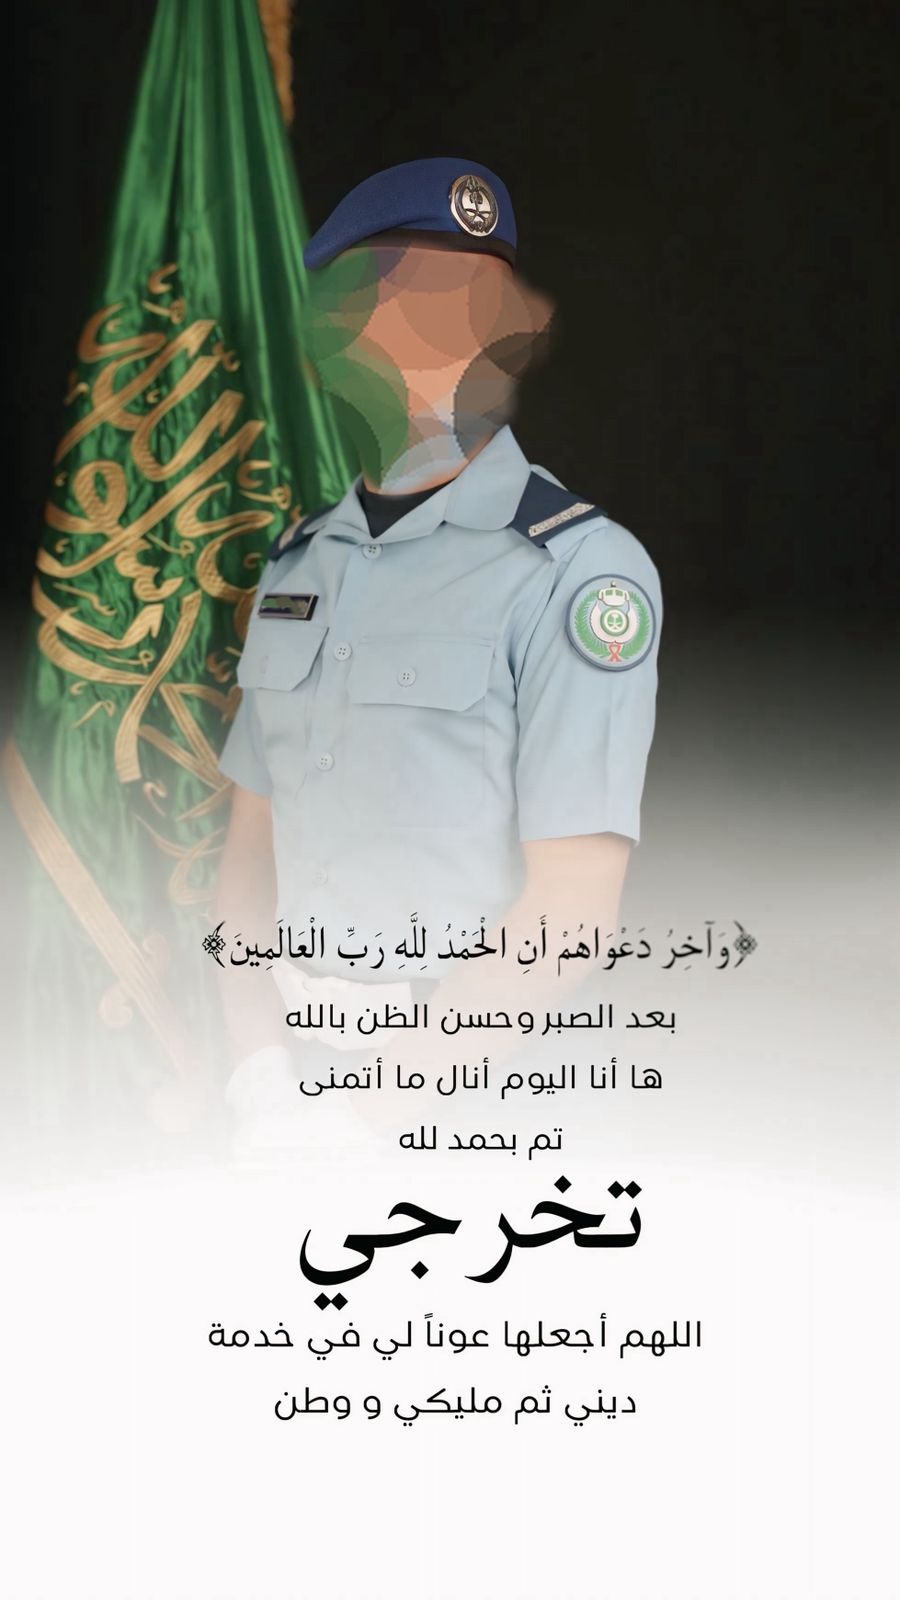 ﴿وَآخِرُ دَعْوَاهُمْ أَنِ الْحَمْدُ لِلَّهِ رَبِّ الْعَالَمِينَ﴾
بعد الصبر وحسن الظن بالله
ها أنا اليوم أنال ما أتمنى
تم بحمد لله
تخرجي
اللهم أجعلها عوناً لي في خدمة
ديني ثم مليكي و وطن